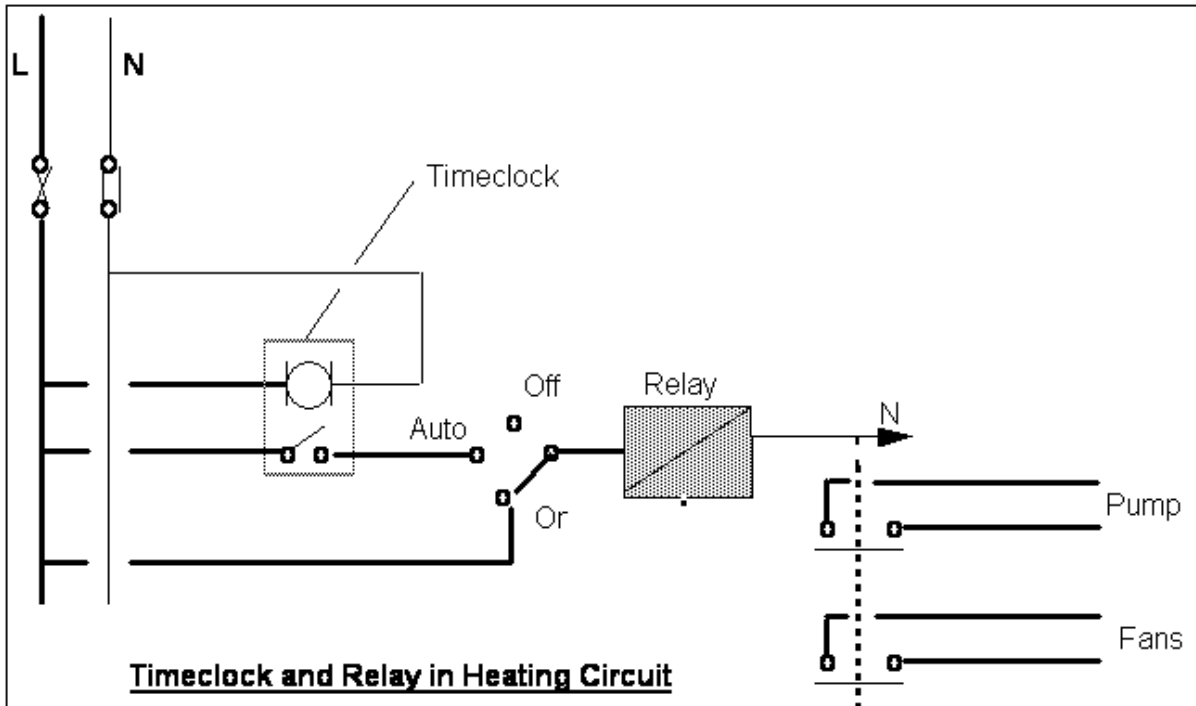 L
N
Timeclock
Off
Relay
Auto
N
Or
Pump
Fans
Timeclock and Relay in Heating Circuit